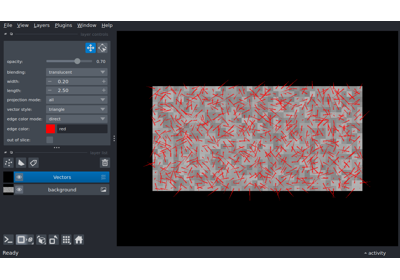 File View Layers Plugins Window Help
layer controls
opacity: 0.70
blending: translucent
width: 0.20
length: 2.50
projection mode: all
vector style: triangle
edge color mode: direct
edge color: red
out of slice:
layer list
Vectors
background
Ready
activity